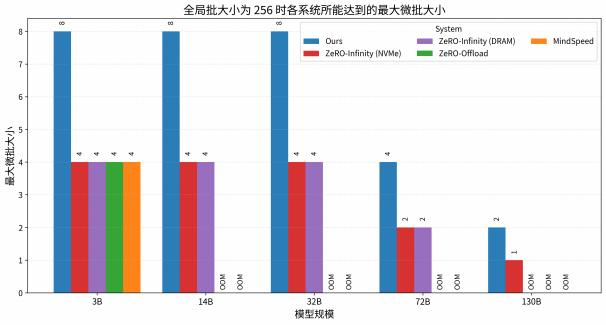 全局批大小为 256 时各系统所能达到的最大微批大小
System
Ours
ZeRO-Infinity (NVMe)
ZeRO-Infinity (DRAM)
ZeRO-Offload
MindSpeed
最大微批大小
8
7
6
5
4
3
2
1
0
8 4 4 4 4
8 4 4 OOM OOM
8 4 4 OOM OOM
4 2 2 OOM OOM
2 1 OOM OOM OOM
3B 14B 32B 72B 130B
模型规模